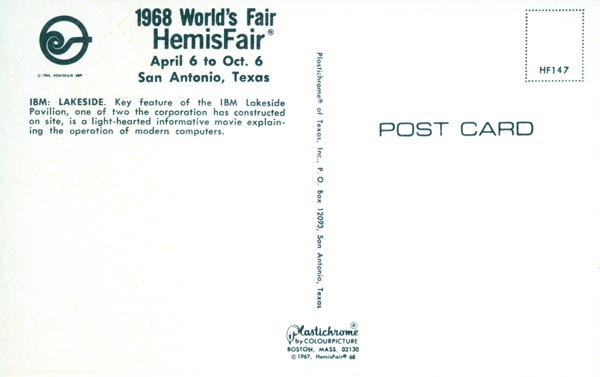 1968 World's Fair
HemisFair®
April 6 to Oct. 6
San Antonio, Texas
IBM: LAKESIDE. Key feature of the IBM Lakeside
Pavilion, one of two the corporation has constructed
on site, is a light-hearted informative movie explain-
ing the operation of modern computers.
Plastichrome® of Texas, Inc., P. O. Box 12093, San Antonio, Texas
HF147
POST CARD
Plastichrome®
by COLOURPICTURE
BOSTON, MASS. 02130
© 1967, HemisFair® 68